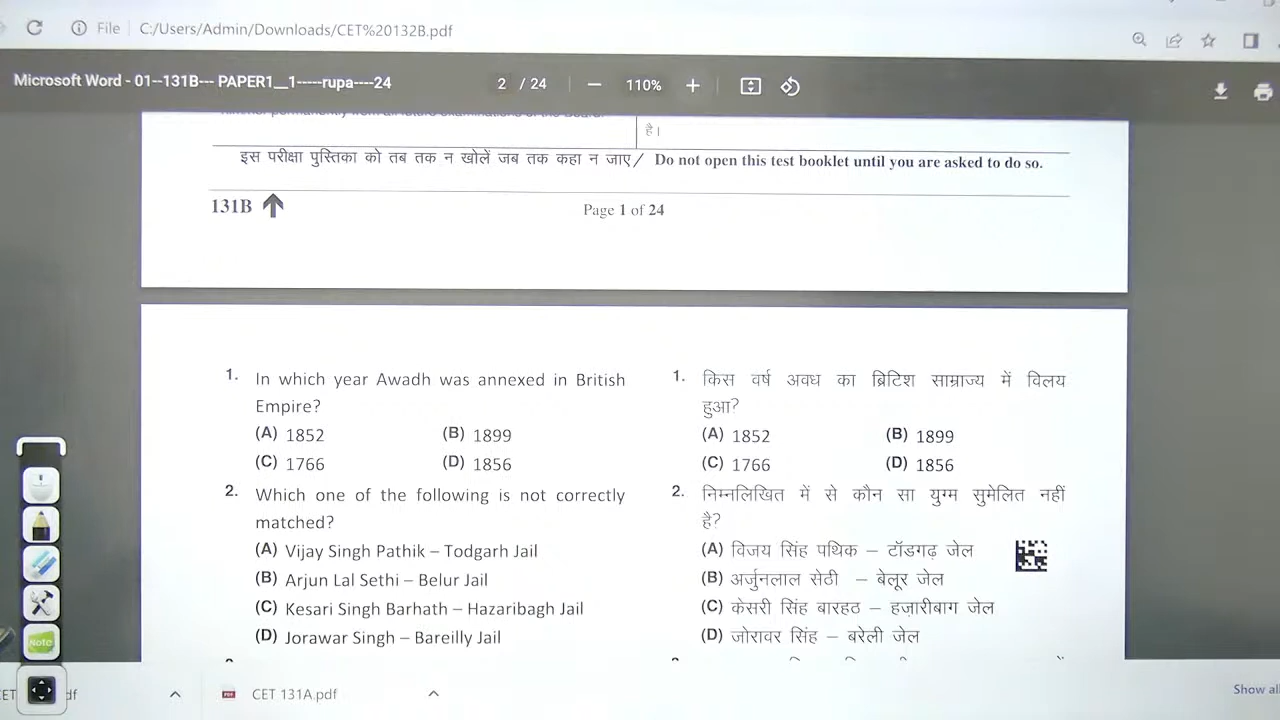 File C:/Users/Admin/Downloads/CET%20132B.pdf
Microsoft Word - 01--131B--- PAPER1__1-----rupa----24
2 / 24
110%
है।
इस परीक्षा पुस्तिका को तब तक न खोलें जब तक कहा न जाए/ Do not open this test booklet until you are asked to do so.
131B
Page 1 of 24
1. In which year Awadh was annexed in British
Empire?
(A) 1852 (B) 1899
(C) 1766 (D) 1856
2. Which one of the following is not correctly
matched?
(A) Vijay Singh Pathik – Todgarh Jail
(B) Arjun Lal Sethi – Belur Jail
(C) Kesari Singh Barhath – Hazaribagh Jail
(D) Jorawar Singh – Bareilly Jail
1. किस वर्ष अवध का ब्रिटिश साम्राज्य में विलय
हुआ?
(A) 1852 (B) 1899
(C) 1766 (D) 1856
2. निम्नलिखित में से कौन सा युग्म सुमेलित नहीं
है?
(A) विजय सिंह पथिक – टॉडगढ़ जेल
(B) अर्जुनलाल सेठी – बेलूर जेल
(C) केसरी सिंह बारहठ – हज़ारीबाग जेल
(D) जोरावर सिंह – बरेली जेल
Note
CET 131A.pdf
Show all